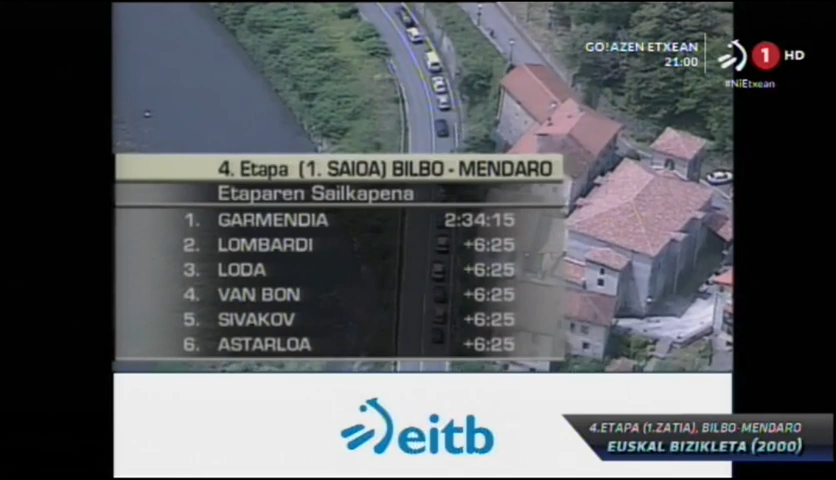 GO!AZEN ETXEAN
21:00
1 HD
#NiEtxean
4. Etapa (1. SAIOA) BILBO - MENDARO
Etaparen Sailkapena
1. GARMENDIA 2:34:15
2. LOMBARDI +6:25
3. LODA +6:25
4. VAN BON +6:25
5. SIVAKOV +6:25
6. ASTARLOA +6:25
eitb
4.ETAPA (1.ZATIA), BILBO-MENDARO
EUSKAL BIZIKLETA (2000)